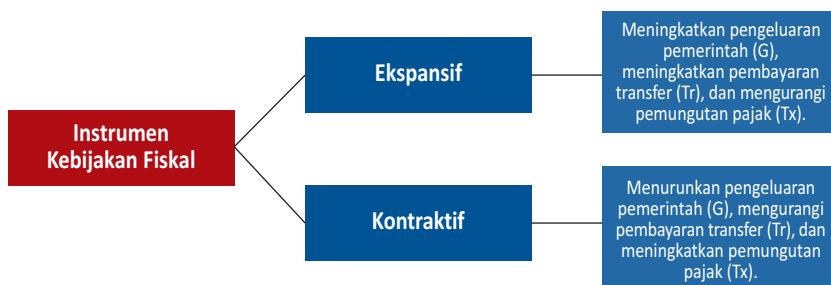 Instrumen
Kebijakan Fiskal
Ekspansif
Meningkatkan pengeluaran
pemerintah (G),
meningkatkan pembayaran
transfer (Tr), dan mengurangi
pemungutan pajak (Tx).
Kontraktif
Menurunkan pengeluaran
pemerintah (G), mengurangi
pembayaran transfer (Tr), dan
meningkatkan pemungutan
pajak (Tx).